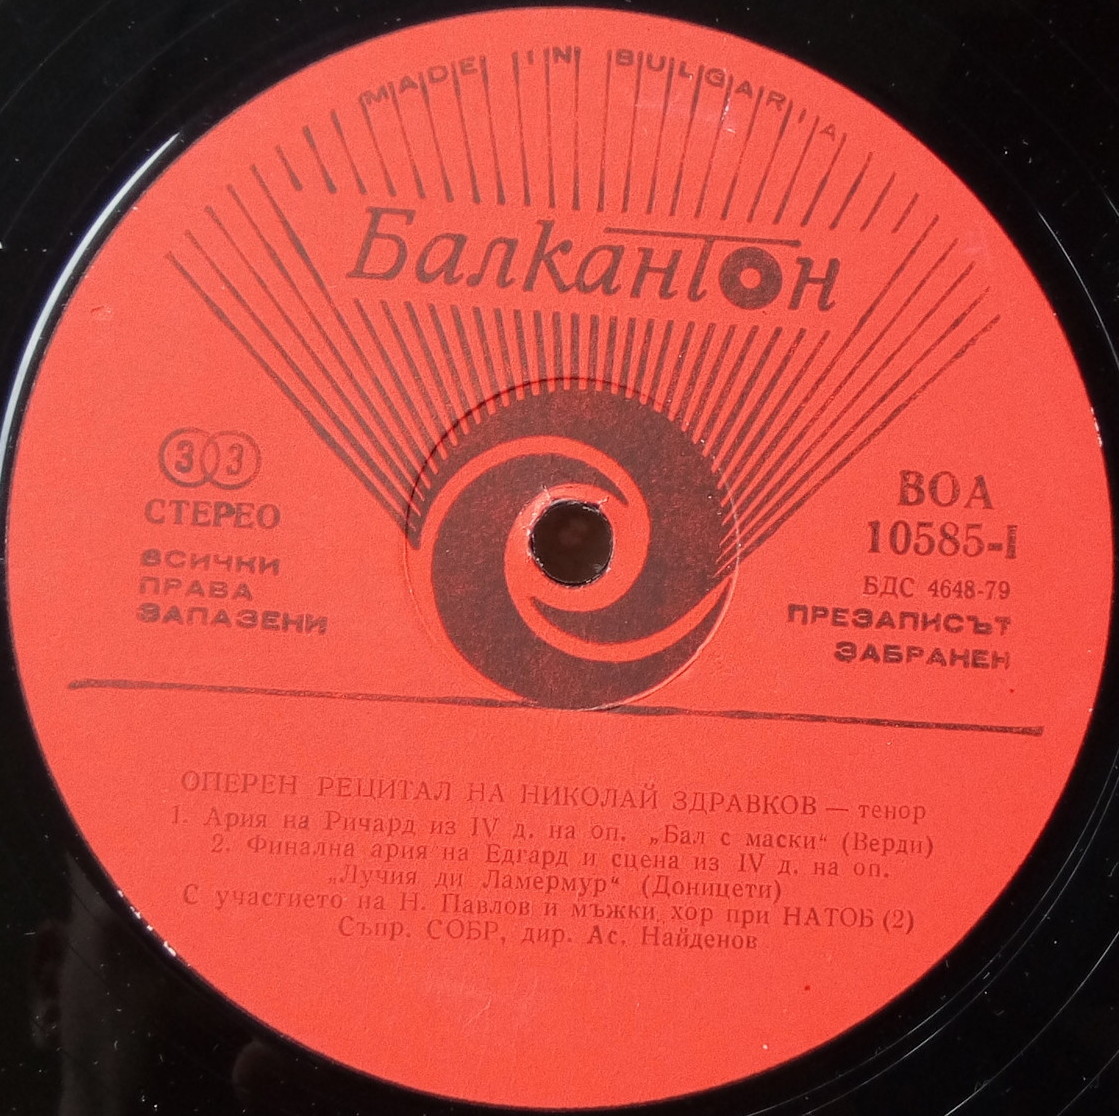 MADE IN BULGARIA
Балкантон
33
СТЕРЕО
ВСИЧКИ
ПРАВА
ЗАПАЗЕНИ
ВОА
10585-I
БДС 4648-79
ПРЕЗАПИСЪТ
ЗАБРАНЕН
ОПЕРЕН РЕЦИТАЛ НА НИКОЛАЙ ЗДРАВКОВ — тенор
1. Ария на Ричард из IV д. на оп. „Бал с маски“ (Верди)
2. Финална ария на Едгард и сцена из IV д. на оп.
„Лучия ди Ламермур“ (Доницети)
С участието на Н. Павлов и мъжки хор при НАТОБ (2)
Съпр. СОБР, дир. Ас. Найденов